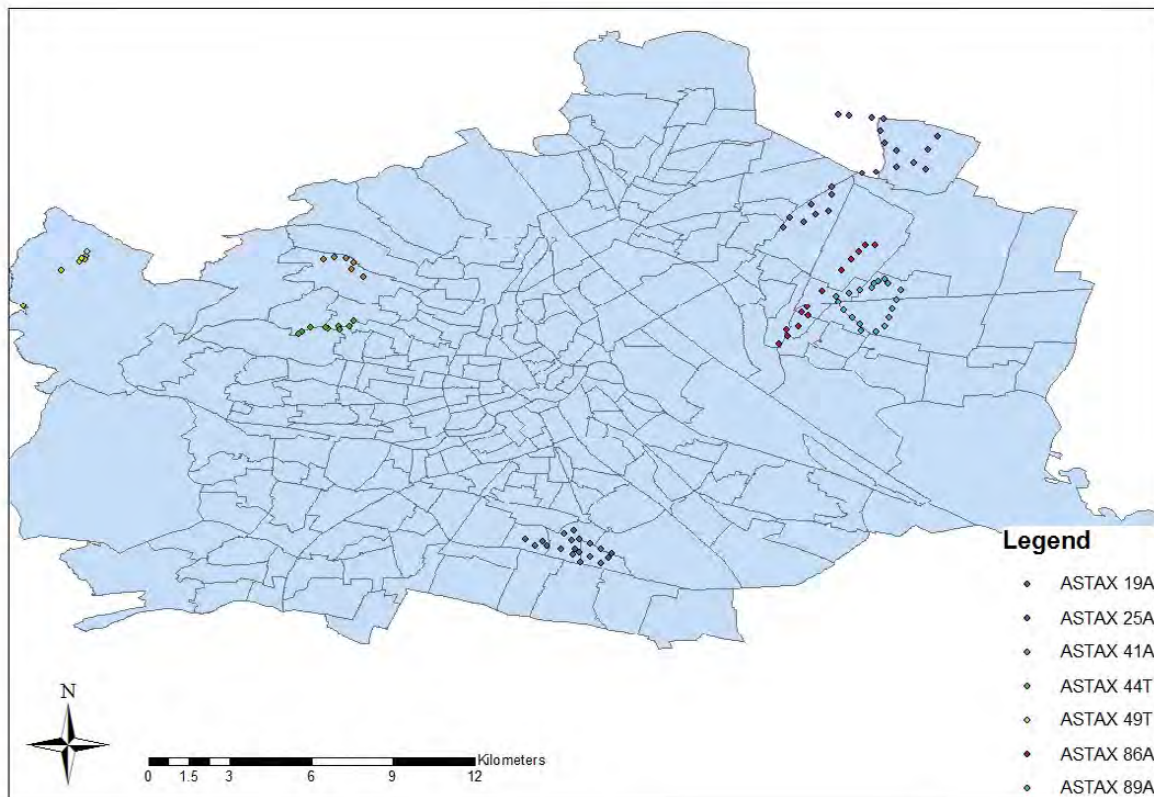 Legend
ASTAX 19A
ASTAX 25A
ASTAX 41A
ASTAX 44T
ASTAX 49T
ASTAX 86A
ASTAX 89A
N
Kilometers
0 1.5 3 6 9 12